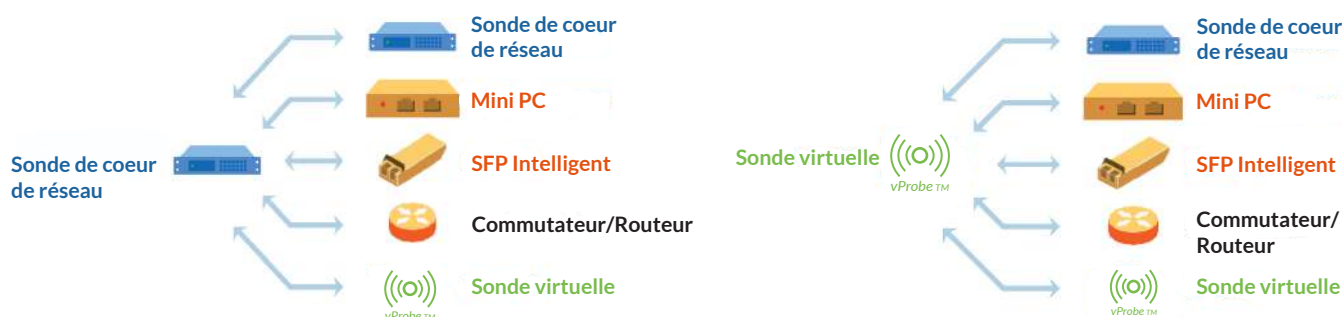 Sonde de coeur
de réseau
Mini PC
Sonde de coeur
de réseau
SFP Intelligent
Commutateur/Routeur
Sonde virtuelle
vProbe TM
Sonde de coeur
de réseau
Mini PC
Sonde virtuelle
vProbe TM
SFP Intelligent
Commutateur/
Routeur
Sonde virtuelle
vProbe TM